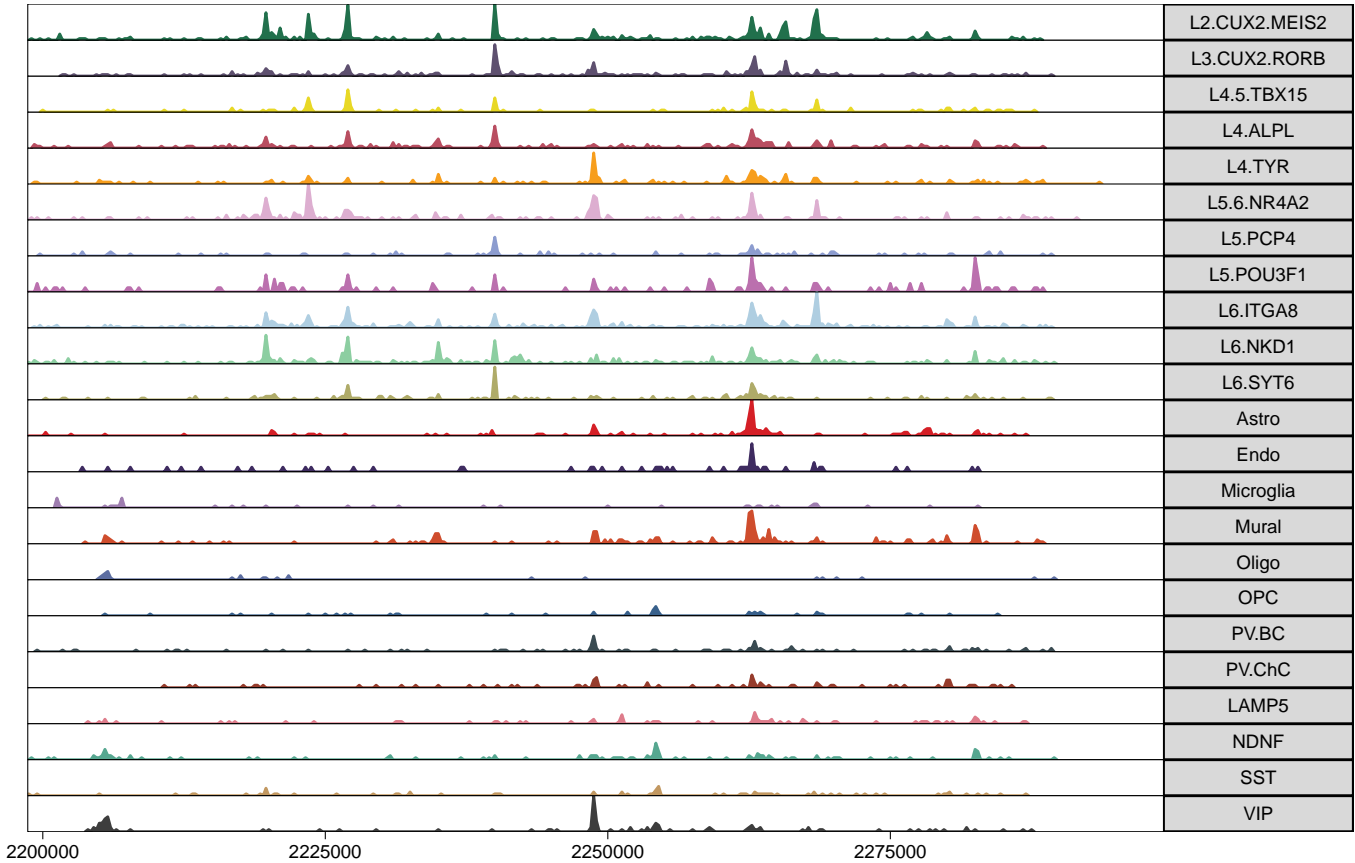 L2.CUX2.MEIS2
L3.CUX2.RORB
L4.5.TBX15
L4.ALPL
L4.TYR
L5.6.NR4A2
L5.PCP4
L5.POU3F1
L6.ITGA8
L6.NKD1
L6.SYT6
Astro
Endo
Microglia
Mural
Oligo
OPC
PV.BC
PV.ChC
LAMP5
NDNF
SST
VIP
2200000 2225000 2250000 2275000